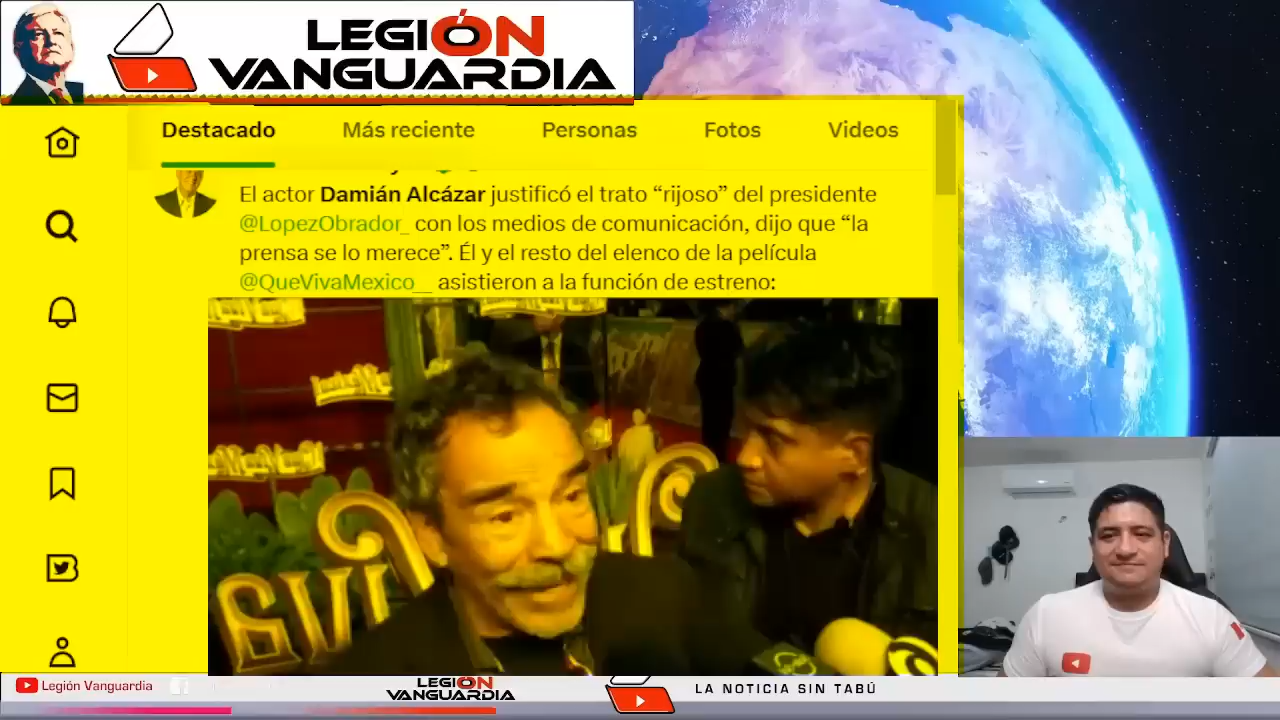 LEGIÓN
VANGUARDIA
Destacado
Más reciente
Personas
Fotos
Videos
El actor Damián Alcázar justificó el trato “rijoso” del presidente
@LopezObrador_ con los medios de comunicación, dijo que “la
prensa se lo merece”. Él y el resto del elenco de la película
@QueVivaMexico__ asistieron a la función de estreno:
Viva
Legión Vanguardia
LEGIÓN
VANGUARDIA
LA NOTICIA SIN TABÚ